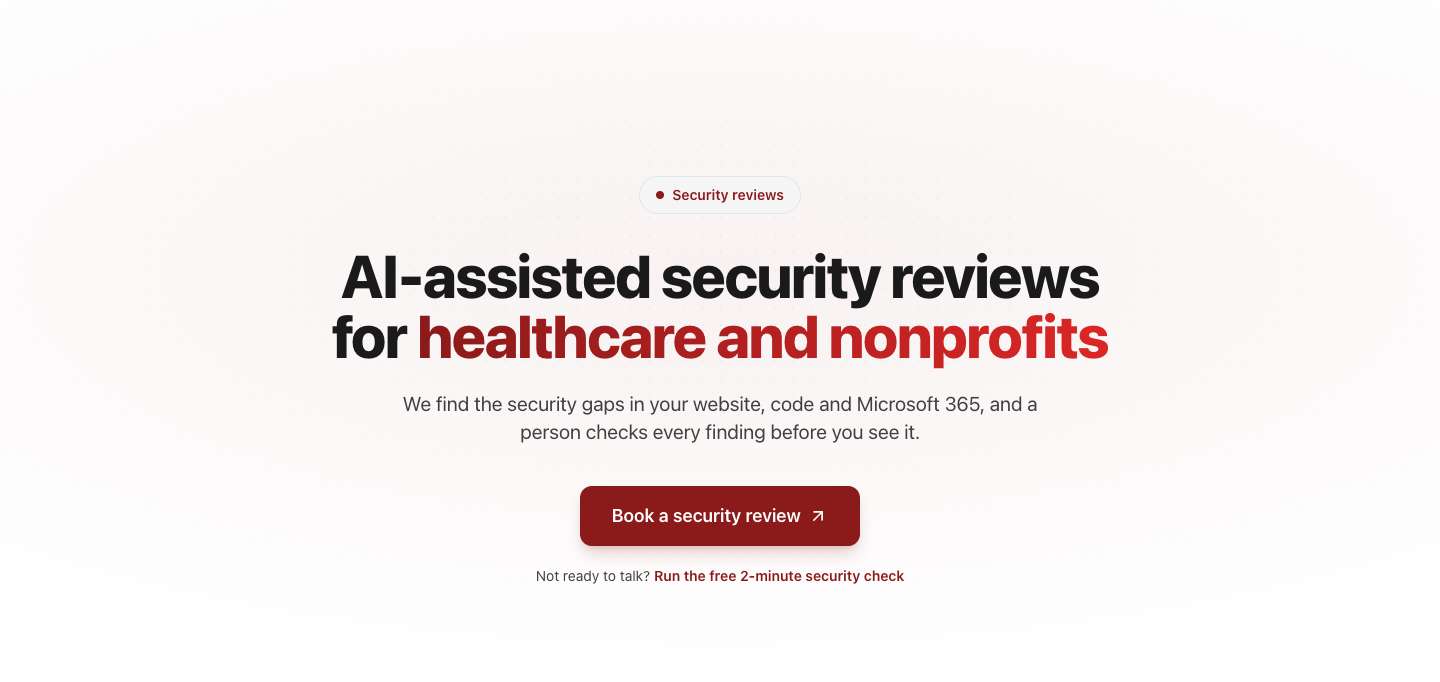 Security reviews
AI-assisted security reviews
for healthcare and nonprofits
We find the security gaps in your website, code and Microsoft 365, and a
person checks every finding before you see it.
Book a security review
Not ready to talk? Run the free 2-minute security check